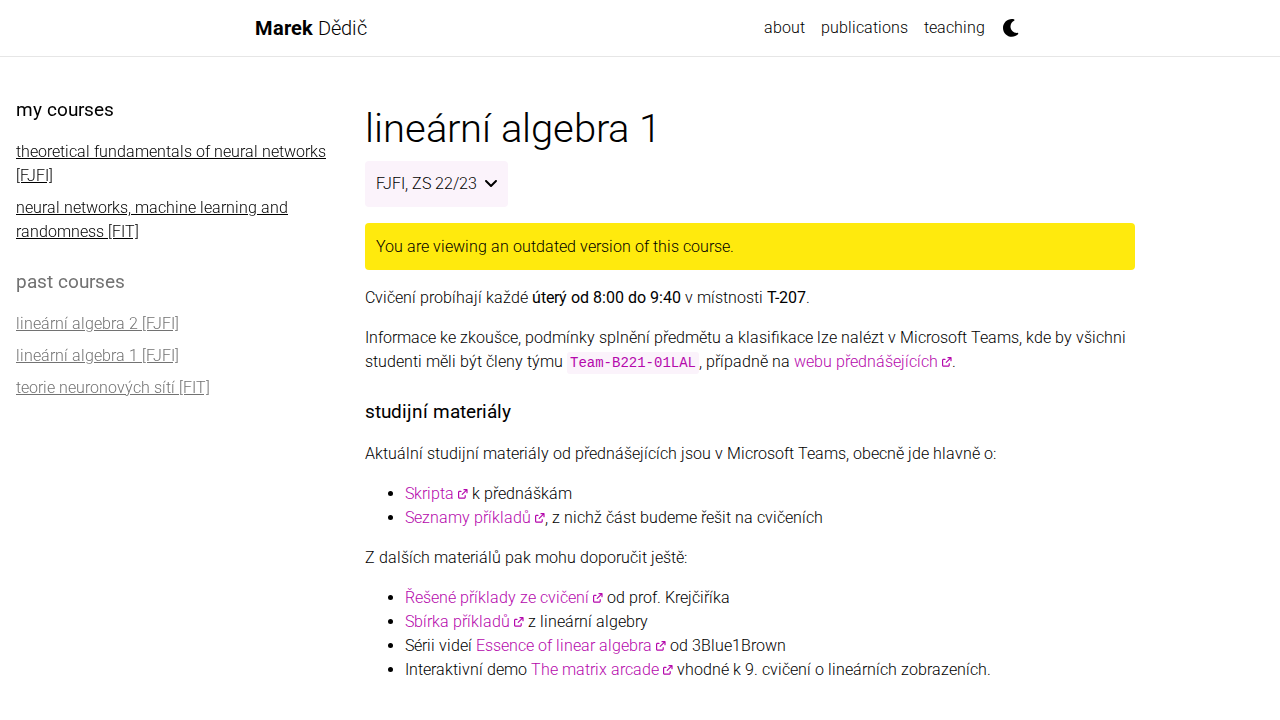 Marek Dědič
about publications teaching
my courses
theoretical fundamentals of neural networks
[FJFI]
neural networks, machine learning and
randomness [FIT]
past courses
lineární algebra 2 [FJFI]
lineární algebra 1 [FJFI]
teorie neuronových sítí [FIT]
lineární algebra 1
FJFI, ZS 22/23
You are viewing an outdated version of this course.
Cvičení probíhají každé úterý od 8:00 do 9:40 v místnosti T-207.
Informace ke zkoušce, podmínky splnění předmětu a klasifikace lze nalézt v Microsoft Teams, kde by všichni
studenti měli být členy týmu Team-B221-01LAL, případně na webu přednášejících.
studijní materiály
Aktuální studijní materiály od přednášejících jsou v Microsoft Teams, obecně jde hlavně o:
Skripta k přednáškám
Seznamy příkladů, z nichž část budeme řešit na cvičeních
Z dalších materiálů pak mohu doporučit ještě:
Řešené příklady ze cvičení od prof. Krejčiříka
Sbírka příkladů z lineární algebry
Sérii videí Essence of linear algebra od 3Blue1Brown
Interaktivní demo The matrix arcade vhodné k 9. cvičení o lineárních zobrazeních.